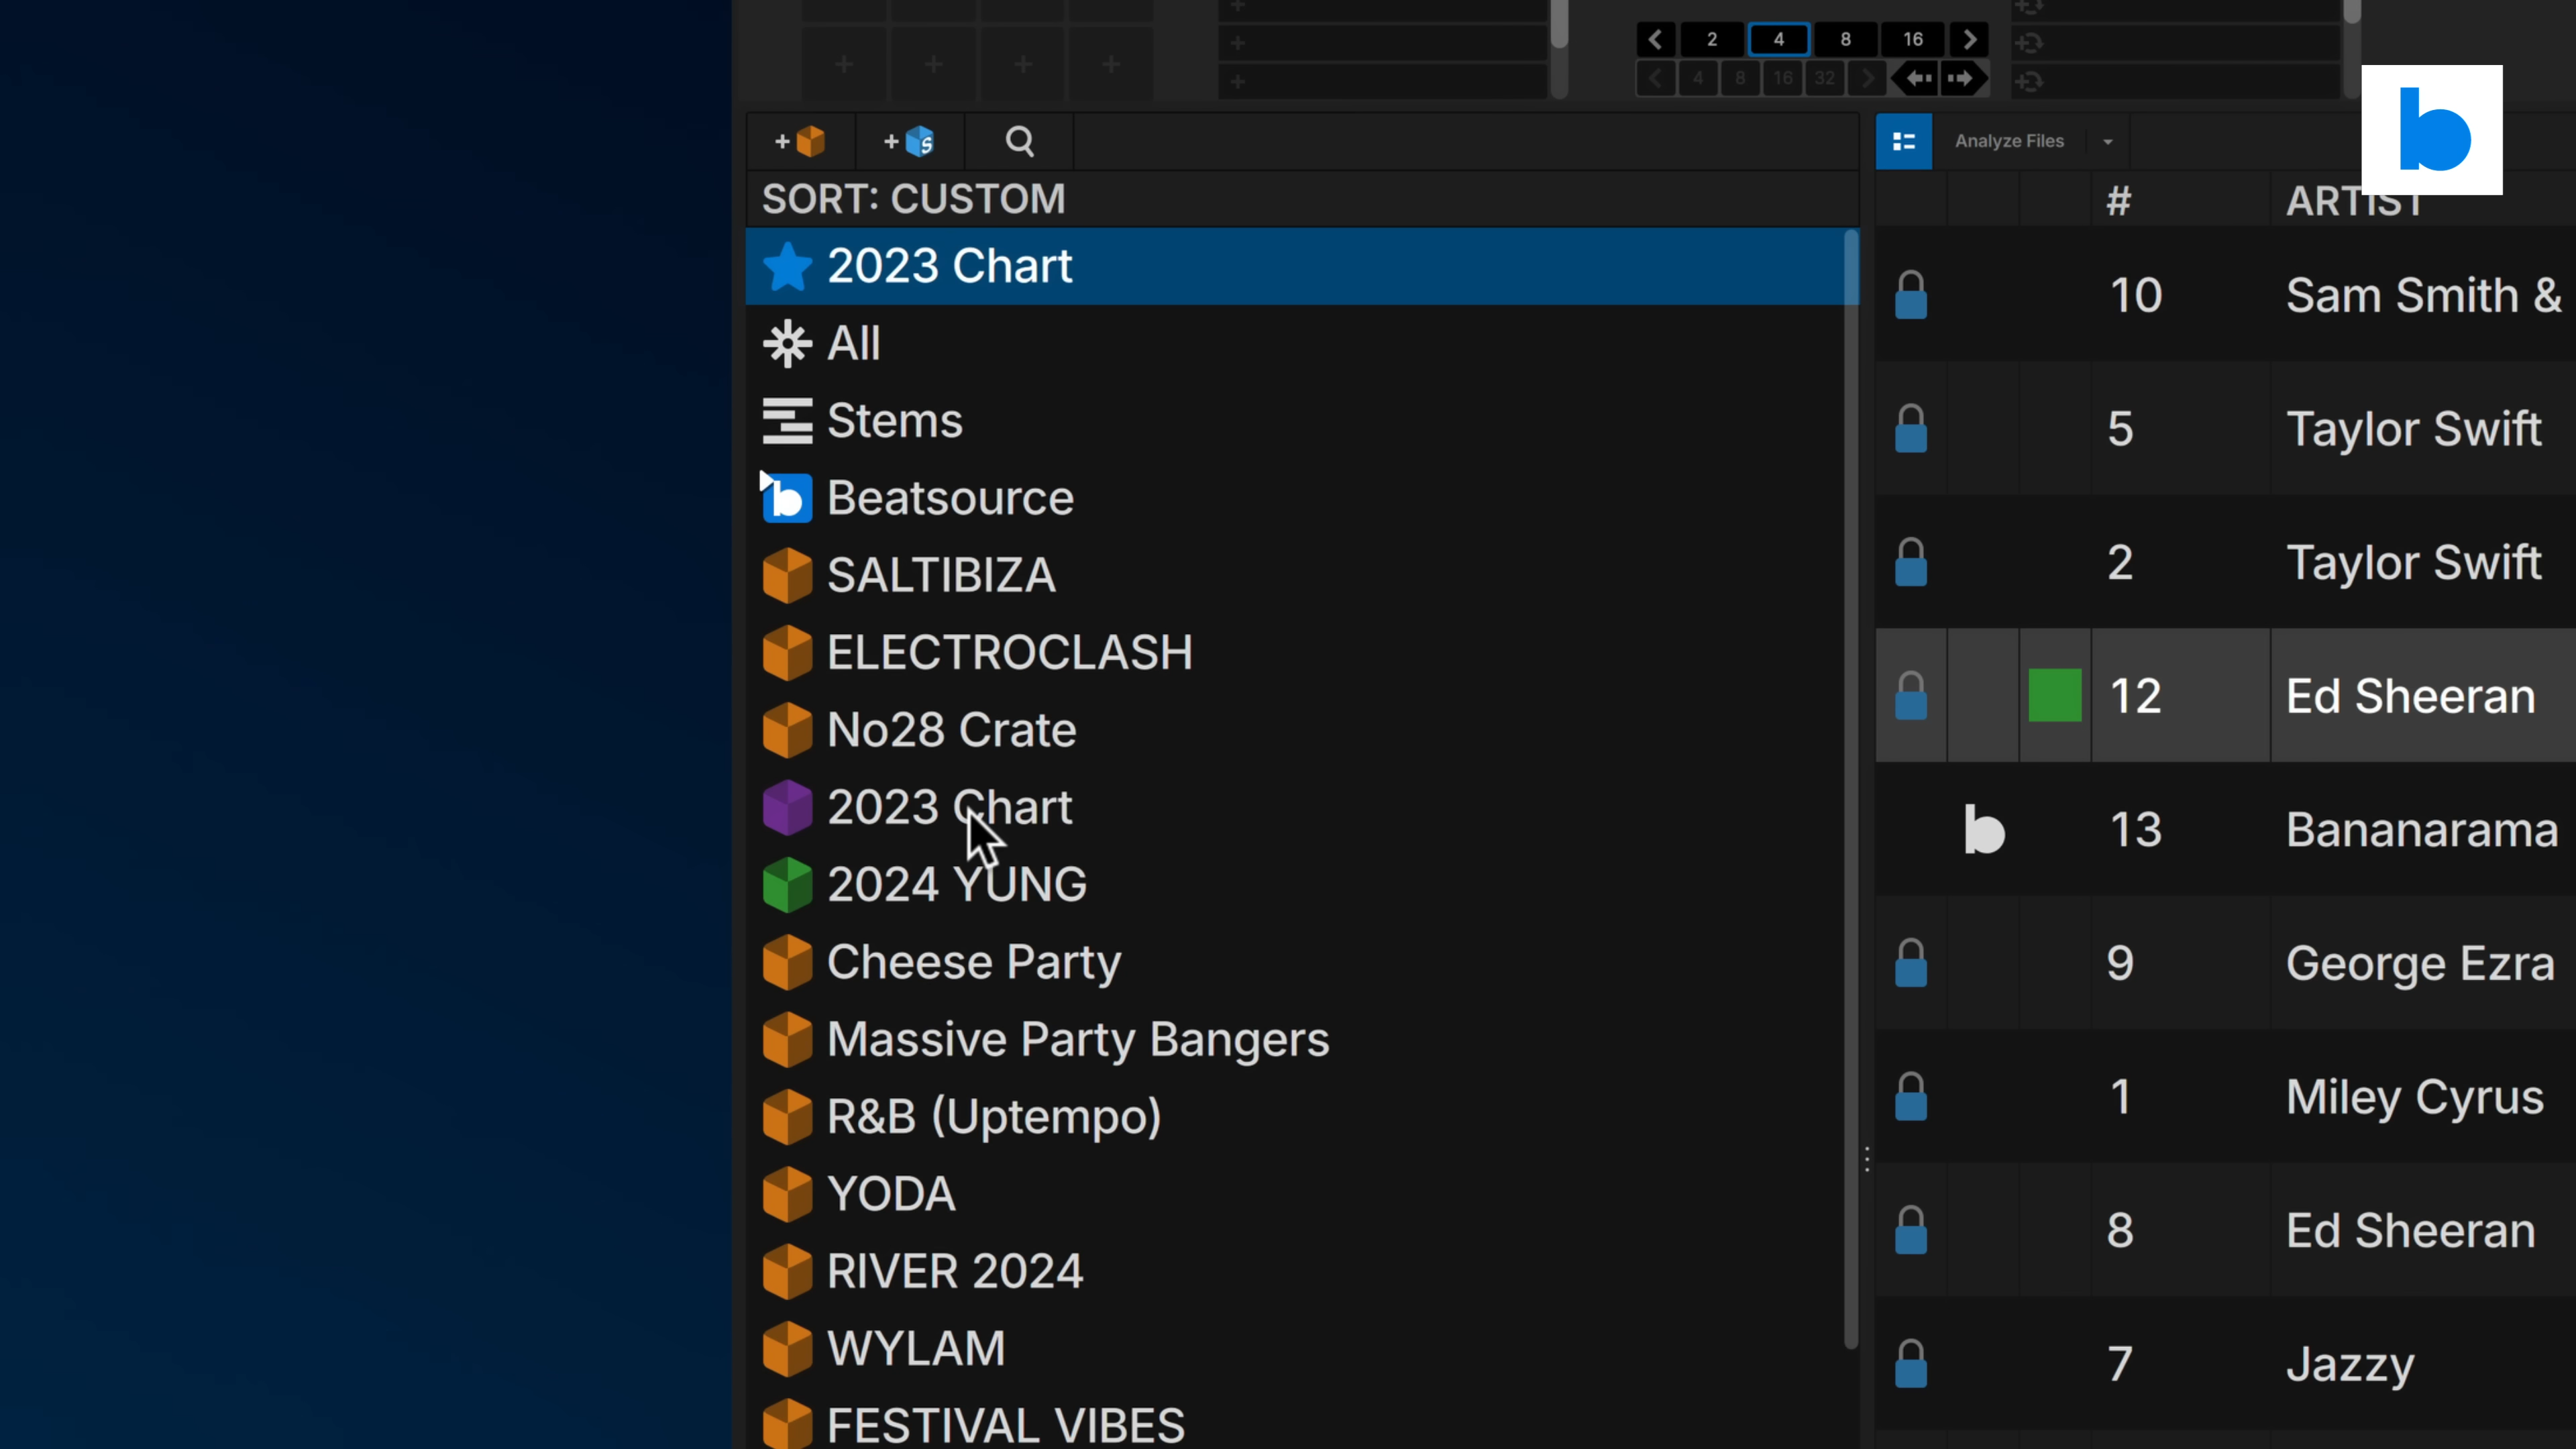 2 4 8 16
4 8 16 32
Analyze Files
SORT: CUSTOM
# ARTIST
2023 Chart
All
Stems
Beatsource
SALTIBIZA
ELECTROCLASH
No28 Crate
2023 Chart
2024 YUNG
Cheese Party
Massive Party Bangers
R&B (Uptempo)
YODA
RIVER 2024
WYLAM
FESTIVAL VIBES
10 Sam Smith &
5 Taylor Swift
2 Taylor Swift
12 Ed Sheeran
13 Bananarama
9 George Ezra
1 Miley Cyrus
8 Ed Sheeran
7 Jazzy